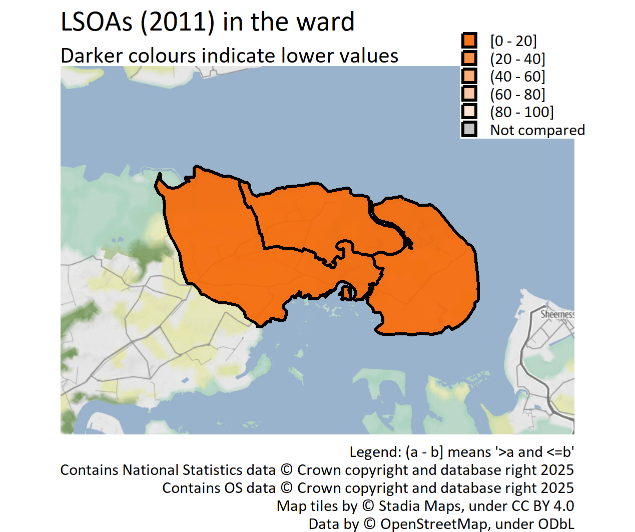 LSOAs (2011) in the ward
Darker colours indicate lower values
[0 - 20]
(20 - 40]
(40 - 60]
(60 - 80]
(80 - 100]
Not compared
Sheerness
Legend: (a - b] means '>a and <=b'
Contains National Statistics data © Crown copyright and database right 2025
Contains OS data © Crown copyright and database right 2025
Map tiles by © Stadia Maps, under CC BY 4.0
Data by © OpenStreetMap, under ODbL